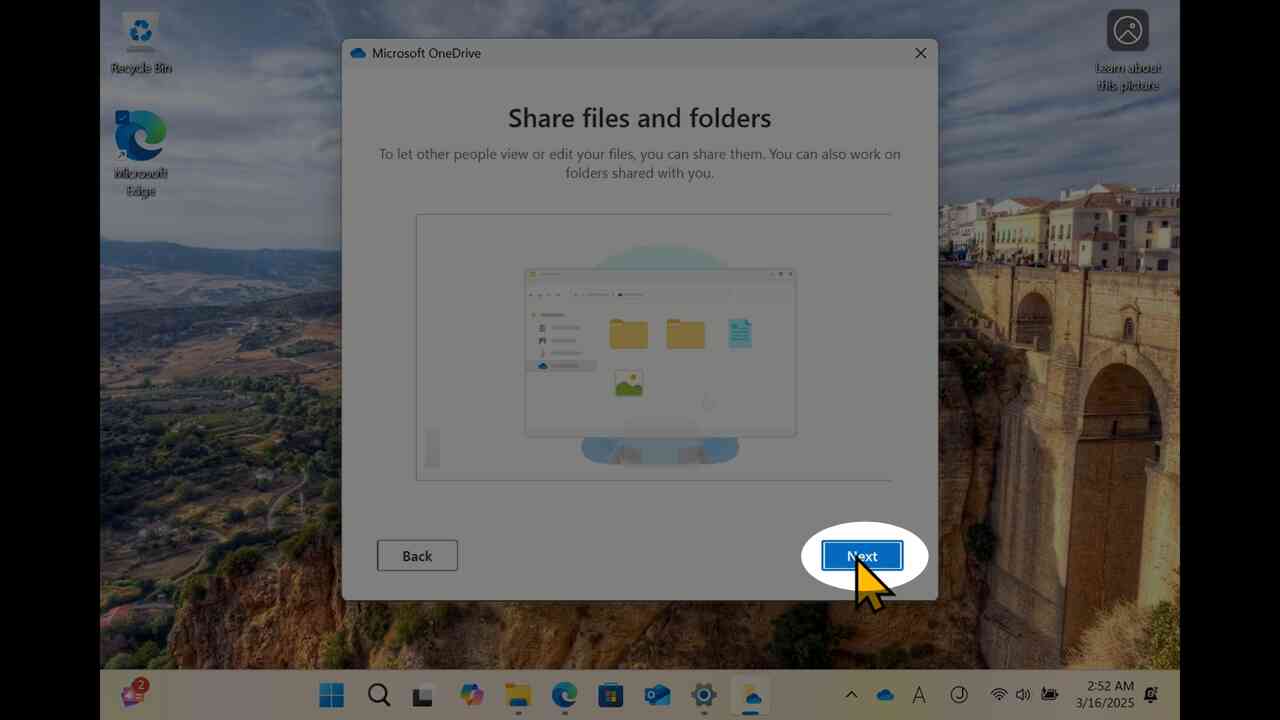 Recycle Bin
Microsoft
Edge
Learn about
this picture
Microsoft OneDrive
Share files and folders
To let other people view or edit your files, you can share them. You can also work on
folders shared with you.
Back
Next
2
A
2:52 AM
3/16/2025